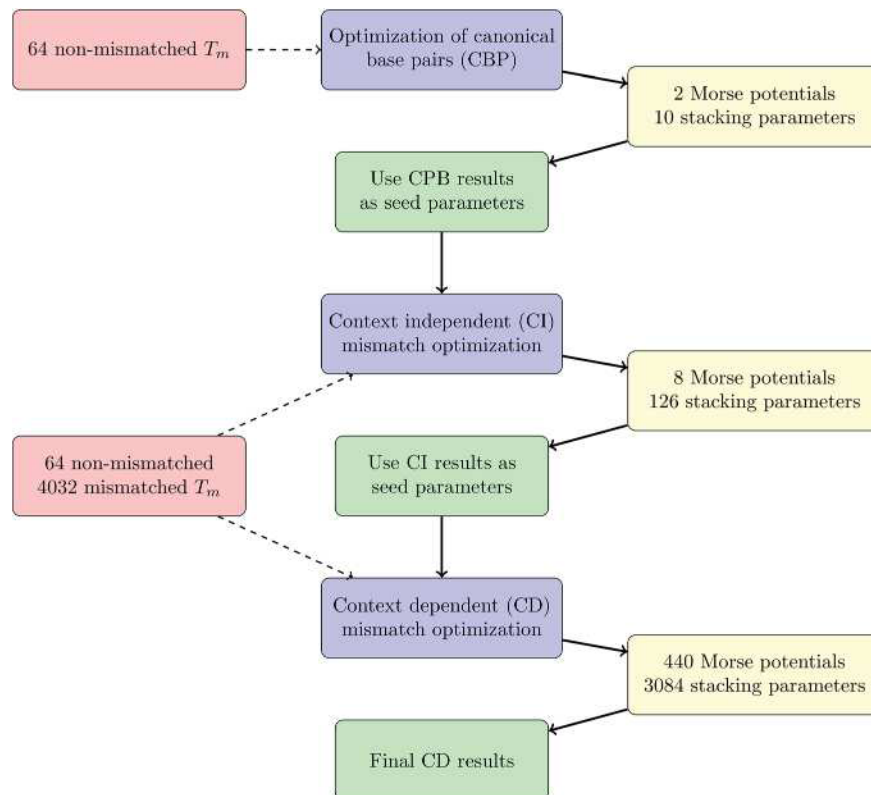 64 non-mismatched Tₘ
Optimization of canonical
base pairs (CBP)
2 Morse potentials
10 stacking parameters
Use CPB results
as seed parameters
Context independent (CI)
mismatch optimization
8 Morse potentials
126 stacking parameters
64 non-mismatched
4032 mismatched Tₘ
Use CI results as
seed parameters
Context dependent (CD)
mismatch optimization
440 Morse potentials
3084 stacking parameters
Final CD results